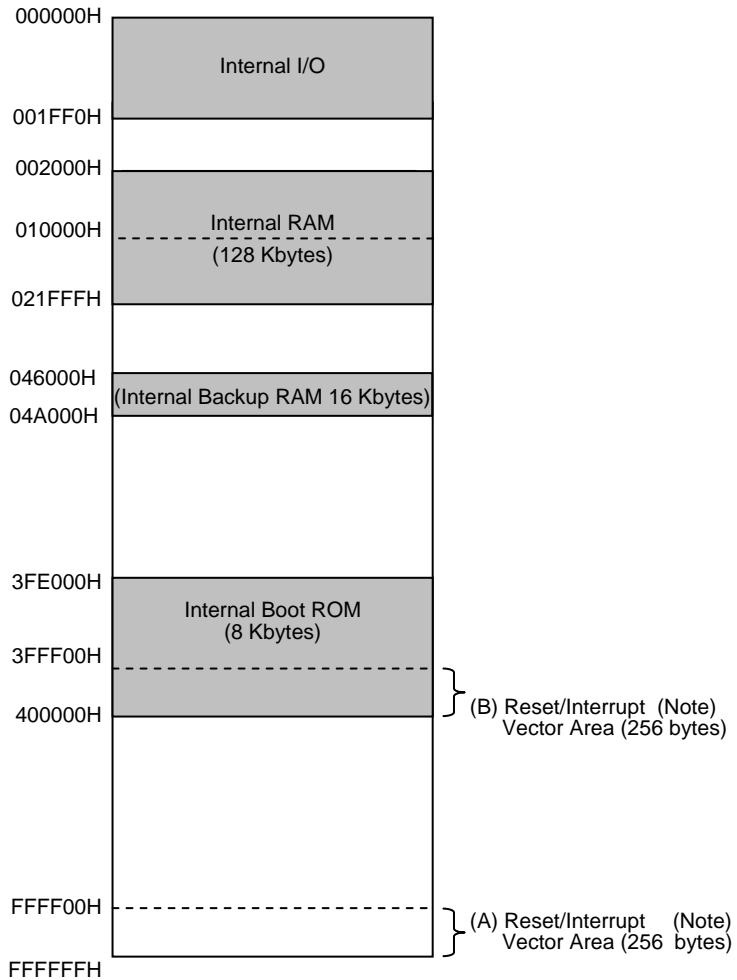 000000H
Internal I/O
001FF0H
002000H
Internal RAM
010000H
(128 Kbytes)
021FFFH
046000H
(Internal Backup RAM 16 Kbytes)
04A000H
3FE000H
Internal Boot ROM
(8 Kbytes)
3FFF00H
(B) Reset/Interrupt (Note)
Vector Area (256 bytes)
400000H
FFFF00H
(A) Reset/Interrupt (Note)
Vector Area (256 bytes)
FFFFFFH